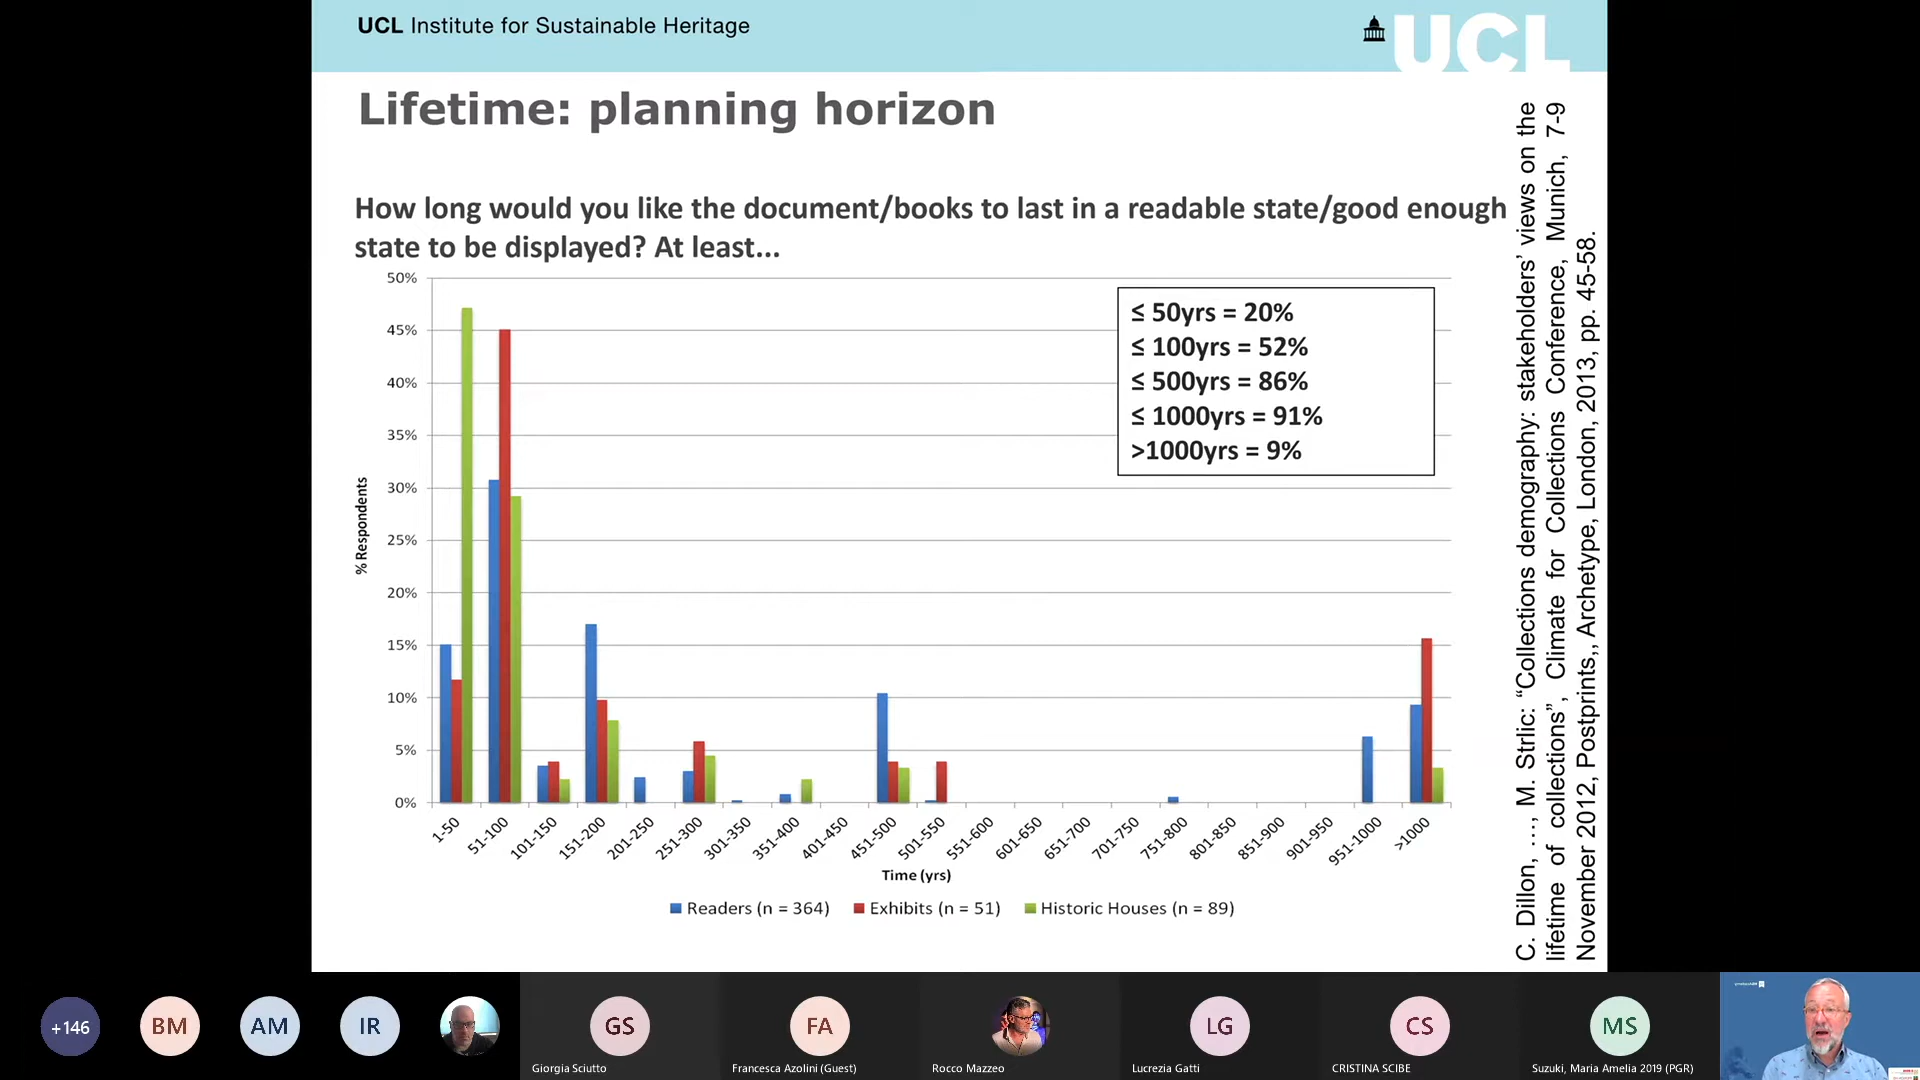 UCL Institute for Sustainable Heritage
UCL
Lifetime: planning horizon
How long would you like the document/books to last in a readable state/good enough
state to be displayed? At least...
50%
45%
40%
35%
30%
25%
20%
15%
10%
5%
0%
% Respondents
≤ 50yrs = 20%
≤ 100yrs = 52%
≤ 500yrs = 86%
≤ 1000yrs = 91%
>1000yrs = 9%
1-50
51-100
101-150
151-200
201-250
251-300
301-350
351-400
401-450
451-500
501-550
551-600
601-650
651-700
701-750
751-800
801-850
851-900
901-950
951-1000
>1000
Time (yrs)
Readers (n = 364)
Exhibits (n = 51)
Historic Houses (n = 89)
C. Dillon, ..., M. Strlic: “Collections demography: stakeholders’ views on the
lifetime of collections”, Climate for Collections Conference, Munich, 7-9
November 2012, Postprints,, Archetype, London, 2013, pp. 45-58.
+146
BM
AM
IR
GS
Giorgia Sciutto
FA
Francesca Azolini (Guest)
Rocco Mazzeo
LG
Lucrezia Gatti
CS
CRISTINA SCIBE
MS
Suzuki, Maria Amelia 2019 (PGR)